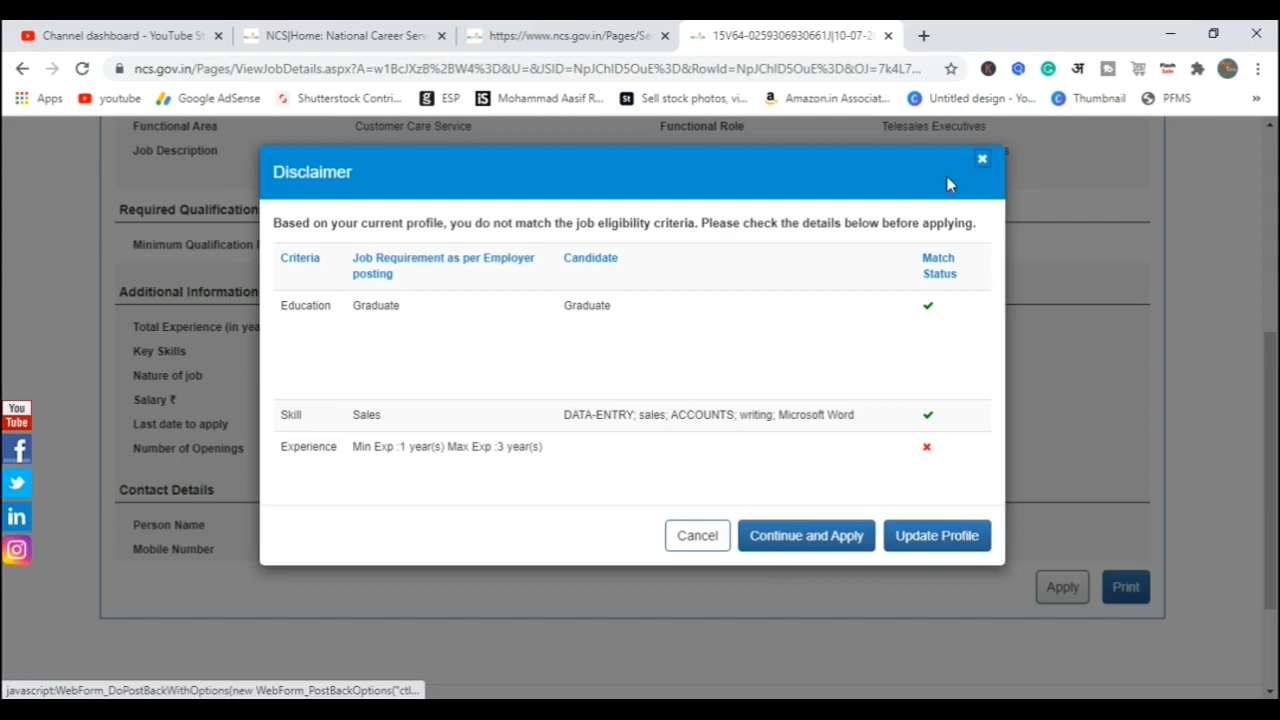 Channel dashboard - YouTube St
NCS|Home: National Career Serv
https://www.ncs.gov.in/Pages/Se
15V64-0259306930661J|10-07-2
ncs.gov.in/Pages/ViewJobDetails.aspx?A=w1BcJXzB%2BW4%3D&U=&JSID=NpJChID5OuE%3D&RowId=NpJChID5OuE%3D&OJ=7k4L7...
Apps youtube Google AdSense Shutterstock Contri... ESP Mohammad Aasif R... Sell stock photos, vi... Amazon.in Associat... Untitled design - Yo... Thumbnail PFMS »
Functional Area Customer Care Service Functional Role Telesales Executives
Job Description
Disclaimer
Required Qualification
Based on your current profile, you do not match the job eligibility criteria. Please check the details below before applying.
Minimum Qualification
Criteria Job Requirement as per Employer posting Candidate Match Status
Additional Information
Education Graduate Graduate
Total Experience (in yea
Key Skills
Nature of job
Salary ₹
Skill Sales DATA-ENTRY; sales; ACCOUNTS; writing; Microsoft Word
Last date to apply
Experience Min Exp :1 year(s) Max Exp :3 year(s)
Number of Openings
Contact Details
Person Name
Cancel Continue and Apply Update Profile
Mobile Number
Apply Print
You
Tube
javascript:WebForm_DoPostBackWithOptions(new WebForm_PostBackOptions("ctl...